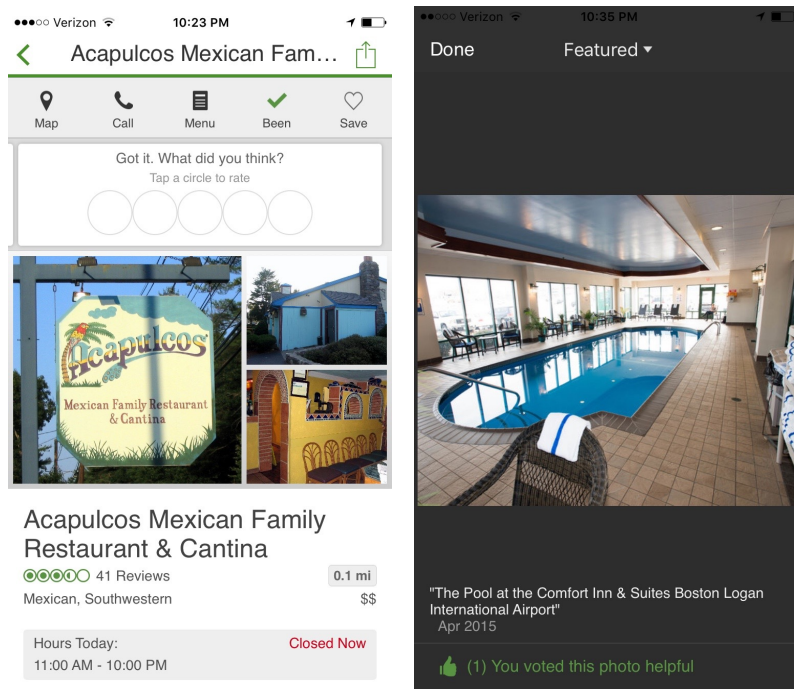 Verizon
10:23 PM
Acapulcos Mexican Fam...
Map
Call
Menu
Been
Save
Got it. What did you think?
Tap a circle to rate
Acapulcos
Mexican Family Restaurant
& Cantina
Acapulcos Mexican Family
Restaurant & Cantina
41 Reviews
0.1 mi
Mexican, Southwestern
$$
Hours Today:
Closed Now
11:00 AM - 10:00 PM
Verizon
10:35 PM
Done
Featured
"The Pool at the Comfort Inn & Suites Boston Logan
International Airport"
Apr 2015
(1) You voted this photo helpful